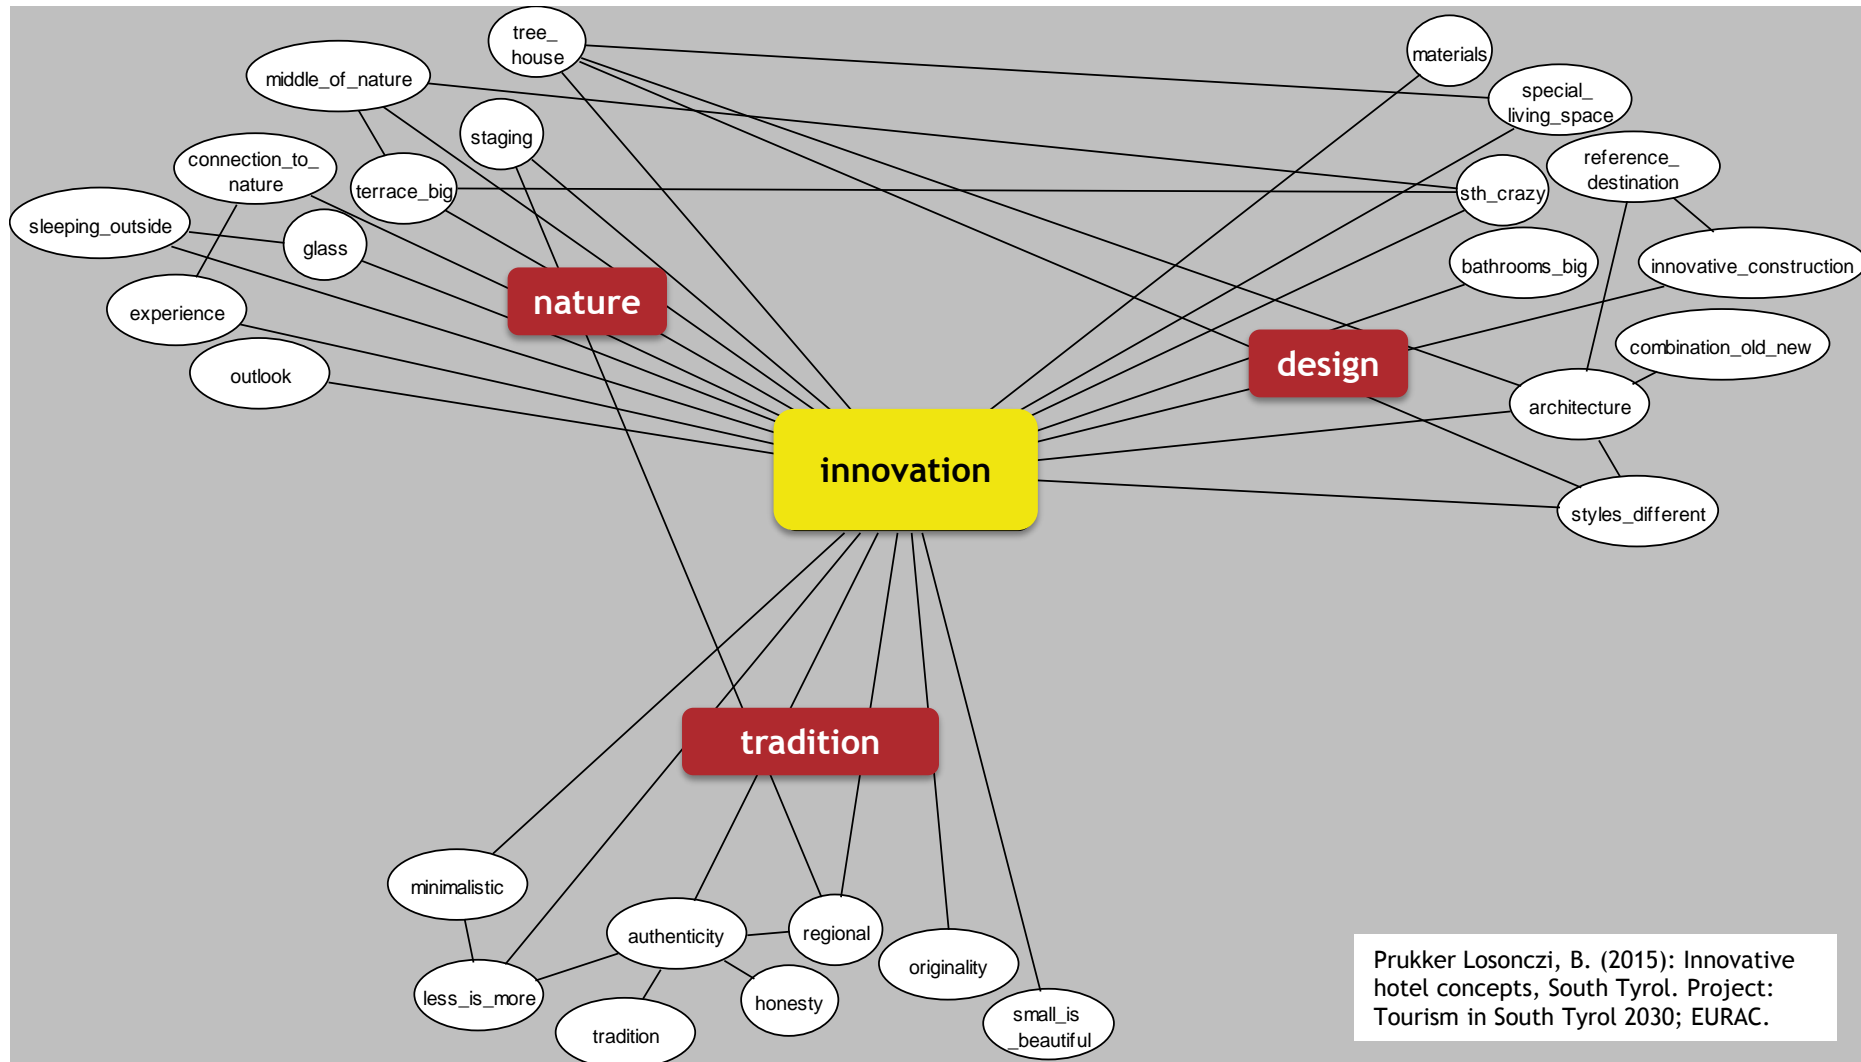 tree_
house
materials
middle_of_nature
special_
living_space
staging
connection_to_
nature
reference_
destination
terrace_big
sth_crazy
sleeping_outside
glass
bathrooms_big
innovative_construction
nature
experience
combination_old_new
design
outlook
architecture
innovation
styles_different
tradition
minimalistic
authenticity
regional
originality
less_is_more
honesty
tradition
small_is
_beautiful
Prukker Losonczi, B. (2015): Innovative
hotel concepts, South Tyrol. Project:
Tourism in South Tyrol 2030; EURAC.